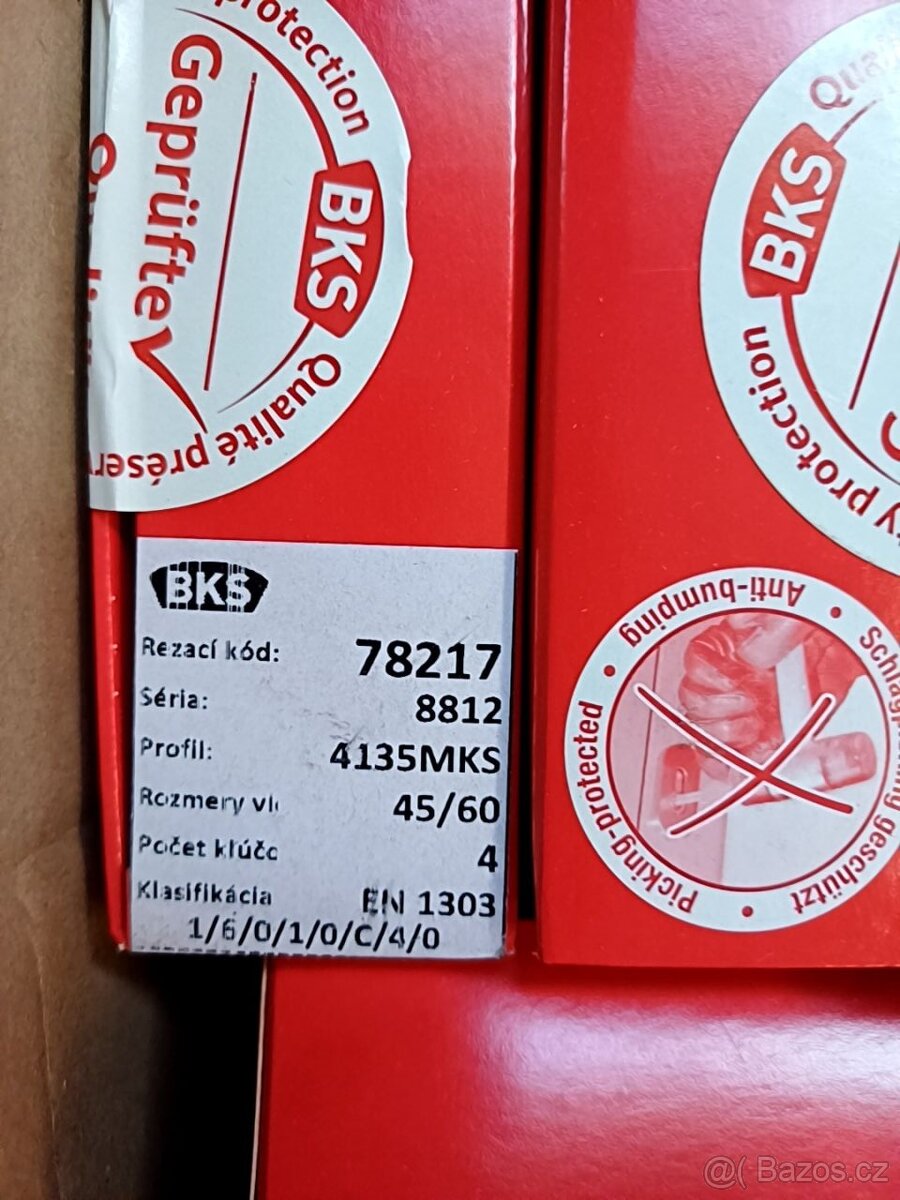 protection
Geprüfte
BKS
Qualité préser
BKS
protection
BKS
Rezací kód: 78217
Séria: 8812
Profil: 4135MKS
Rozmery vl 45/60
Počet kľúčo 4
Klasifikácia EN 1303
1/6/0/1/0/C/4/0
Anti-bumping
Picking-protected
geschützt
@( Bazos.cz